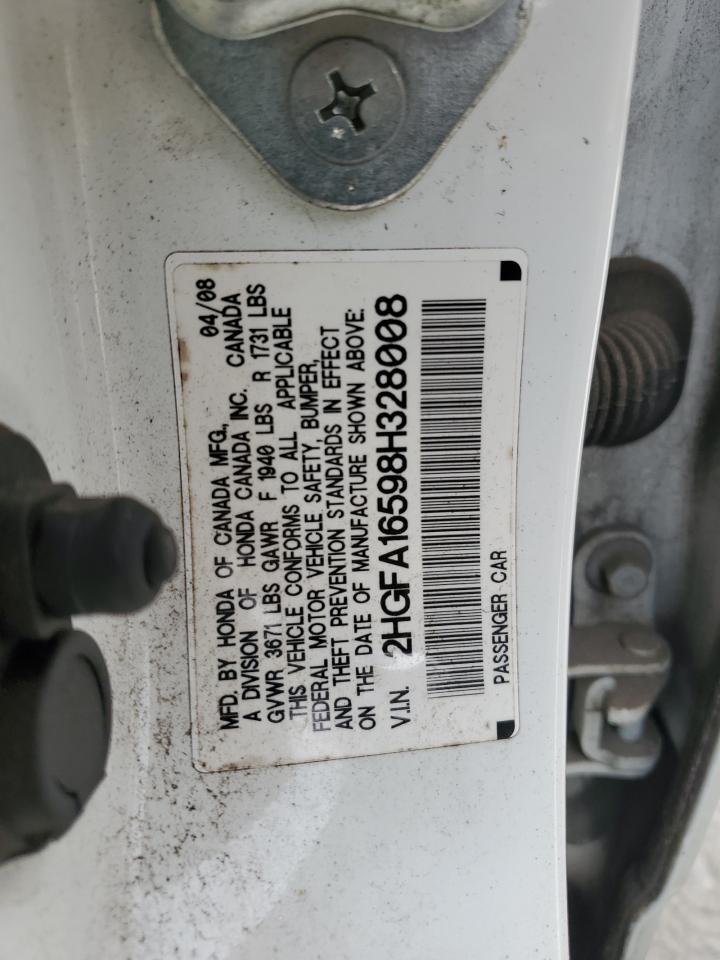 MFD. BY HONDA OF CANADA MFG., 04/08
A DIVISION OF HONDA CANADA INC. CANADA
GVWR 3671 LBS GAWR F 1940 LBS R 1731 LBS
THIS VEHICLE CONFORMS TO ALL APPLICABLE
FEDERAL MOTOR VEHICLE SAFETY, BUMPER,
AND THEFT PREVENTION STANDARDS IN EFFECT
ON THE DATE OF MANUFACTURE SHOWN ABOVE:
V.I.N. 2HGFA16598H328008
PASSENGER CAR